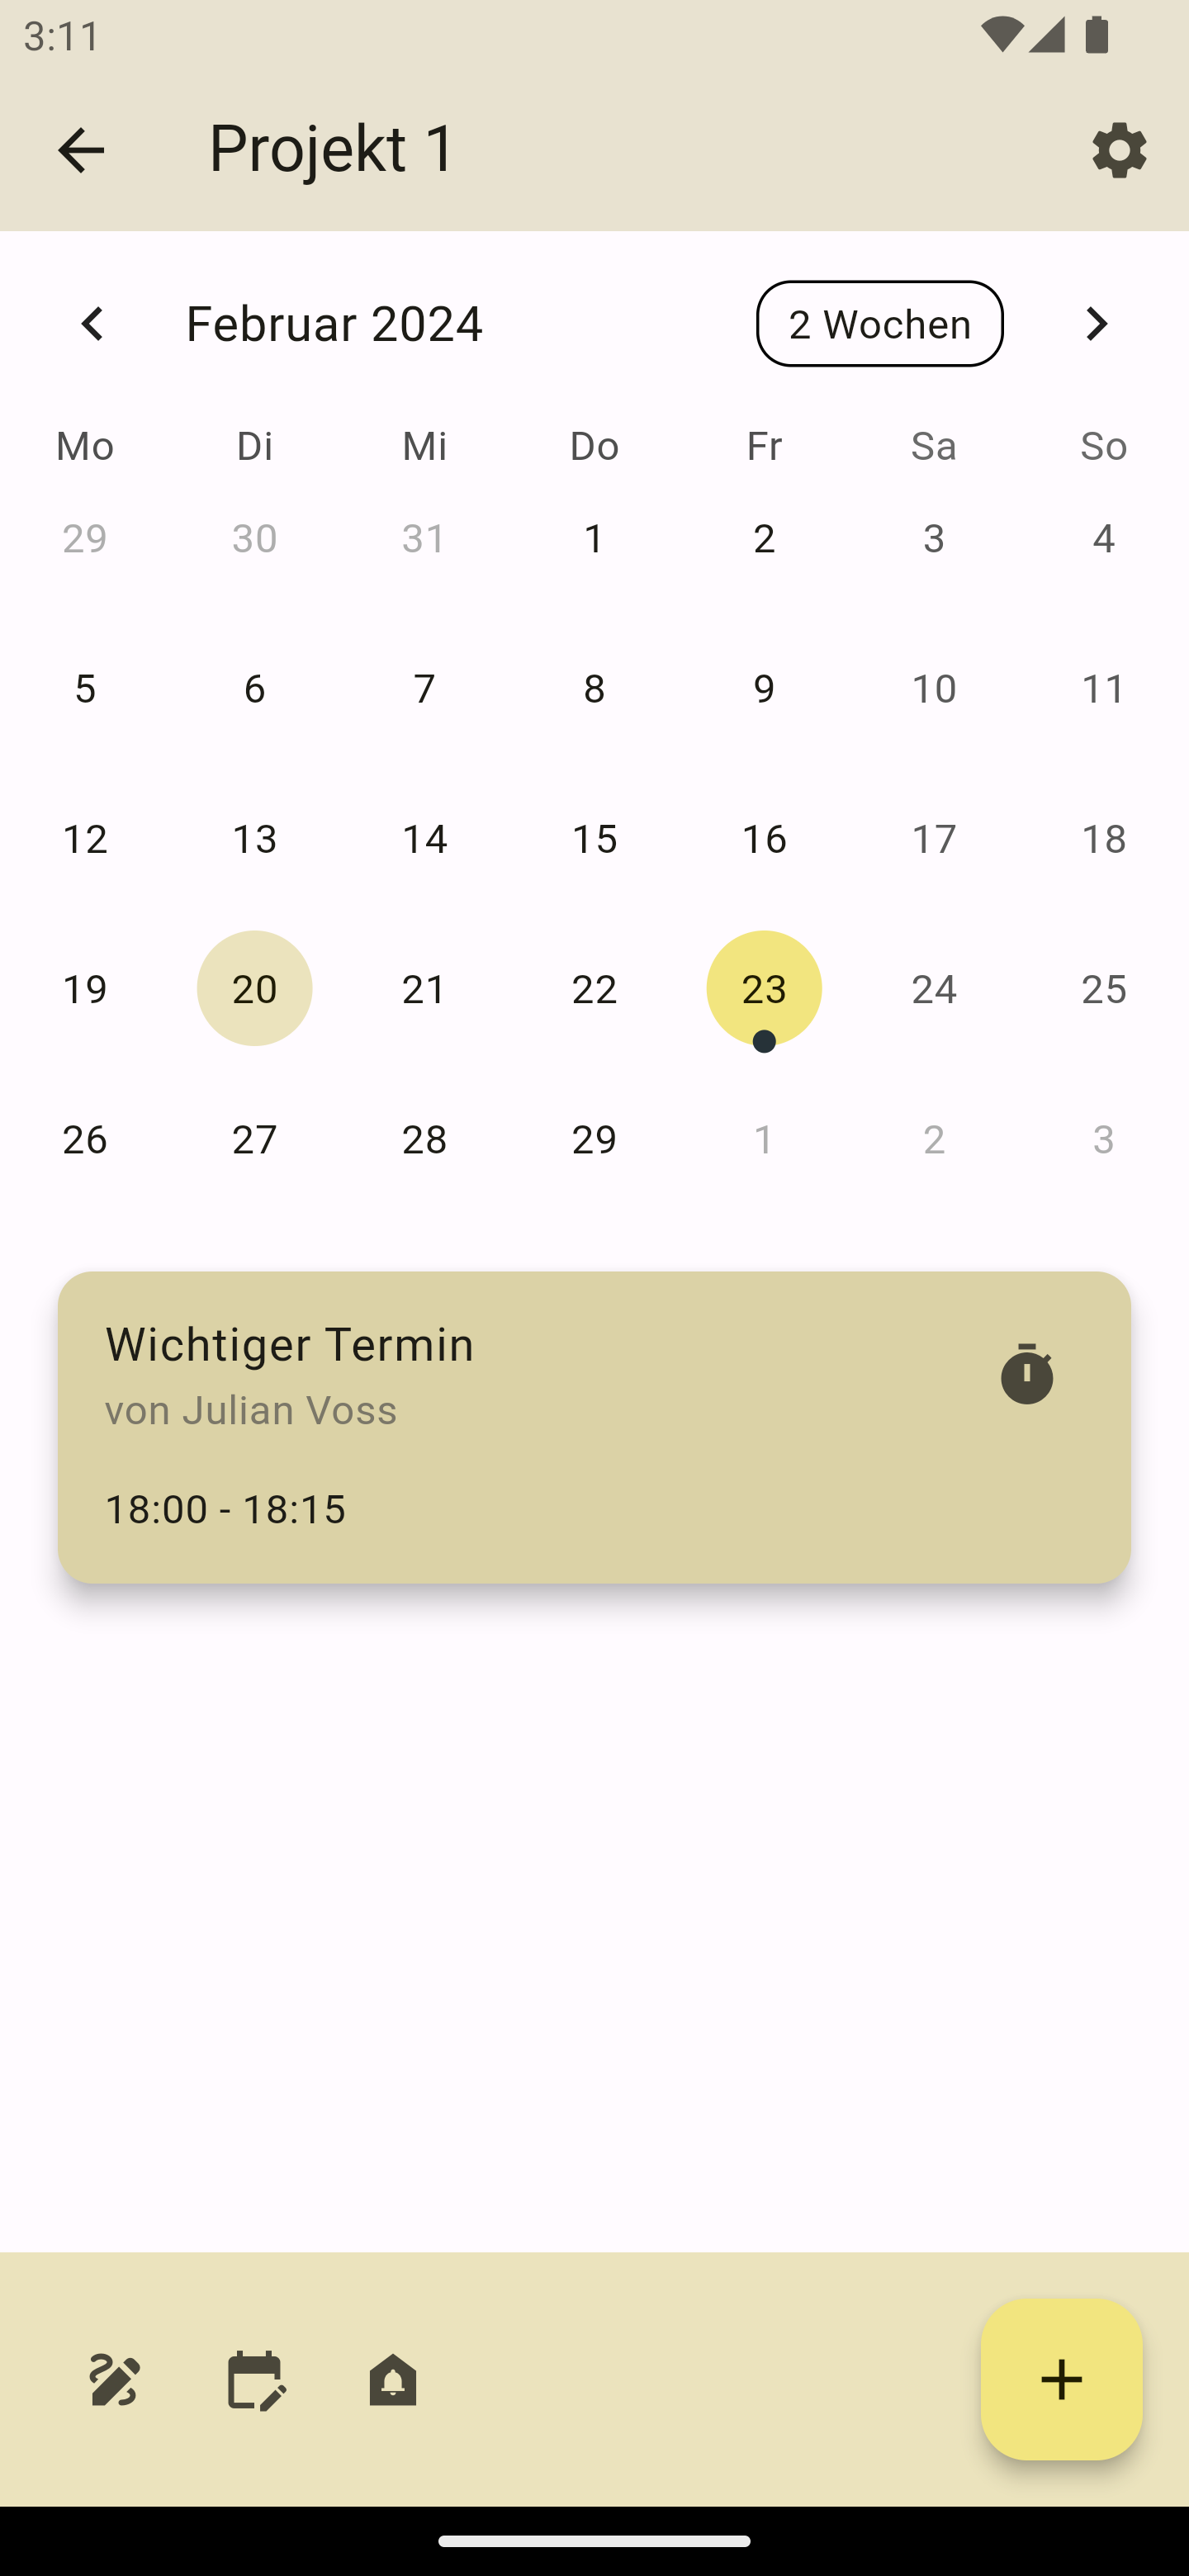 3:11
Projekt 1
Februar 2024 2 Wochen
Mo Di Mi Do Fr Sa So
29 30 31 1 2 3 4
5 6 7 8 9 10 11
12 13 14 15 16 17 18
19 20 21 22 23 24 25
26 27 28 29 1 2 3
Wichtiger Termin
von Julian Voss
18:00 - 18:15